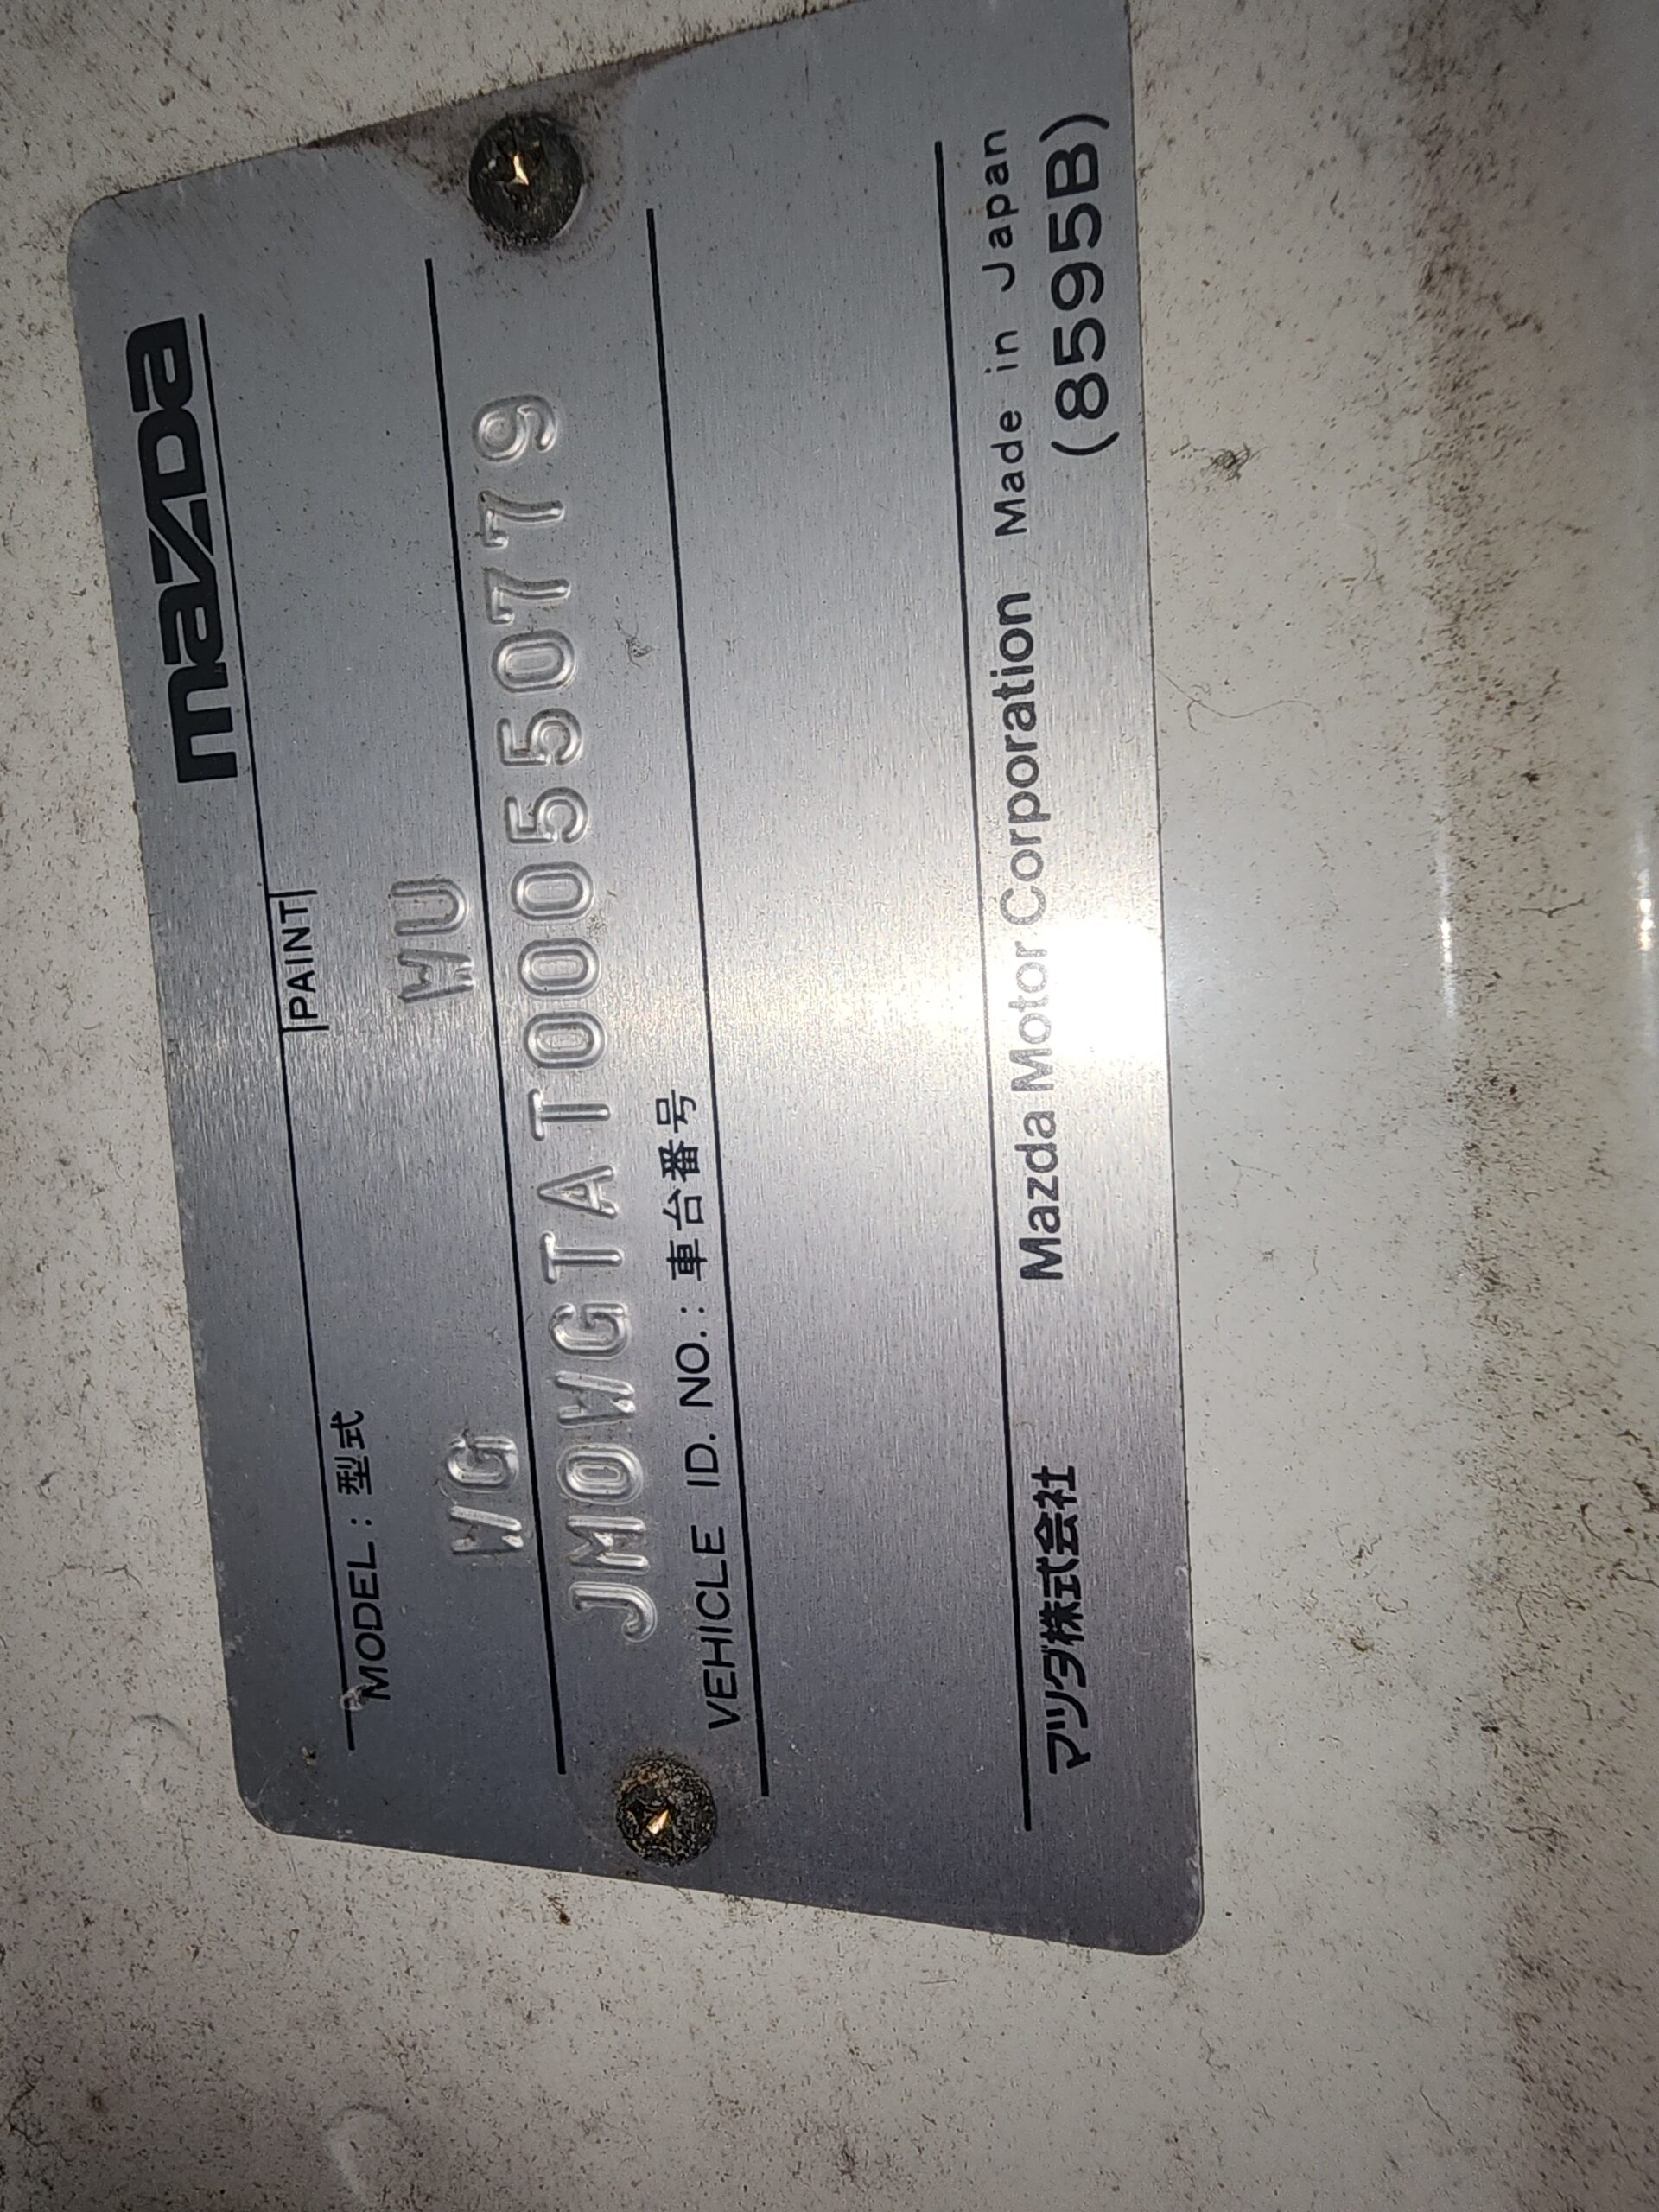 mazda
PAINT
MODEL : 型式
WG WU
JM0WGTAT000550779
VEHICLE ID. NO. : 車台番号
マツダ株式会社 Mazda Motor Corporation Made in Japan
(8595B)